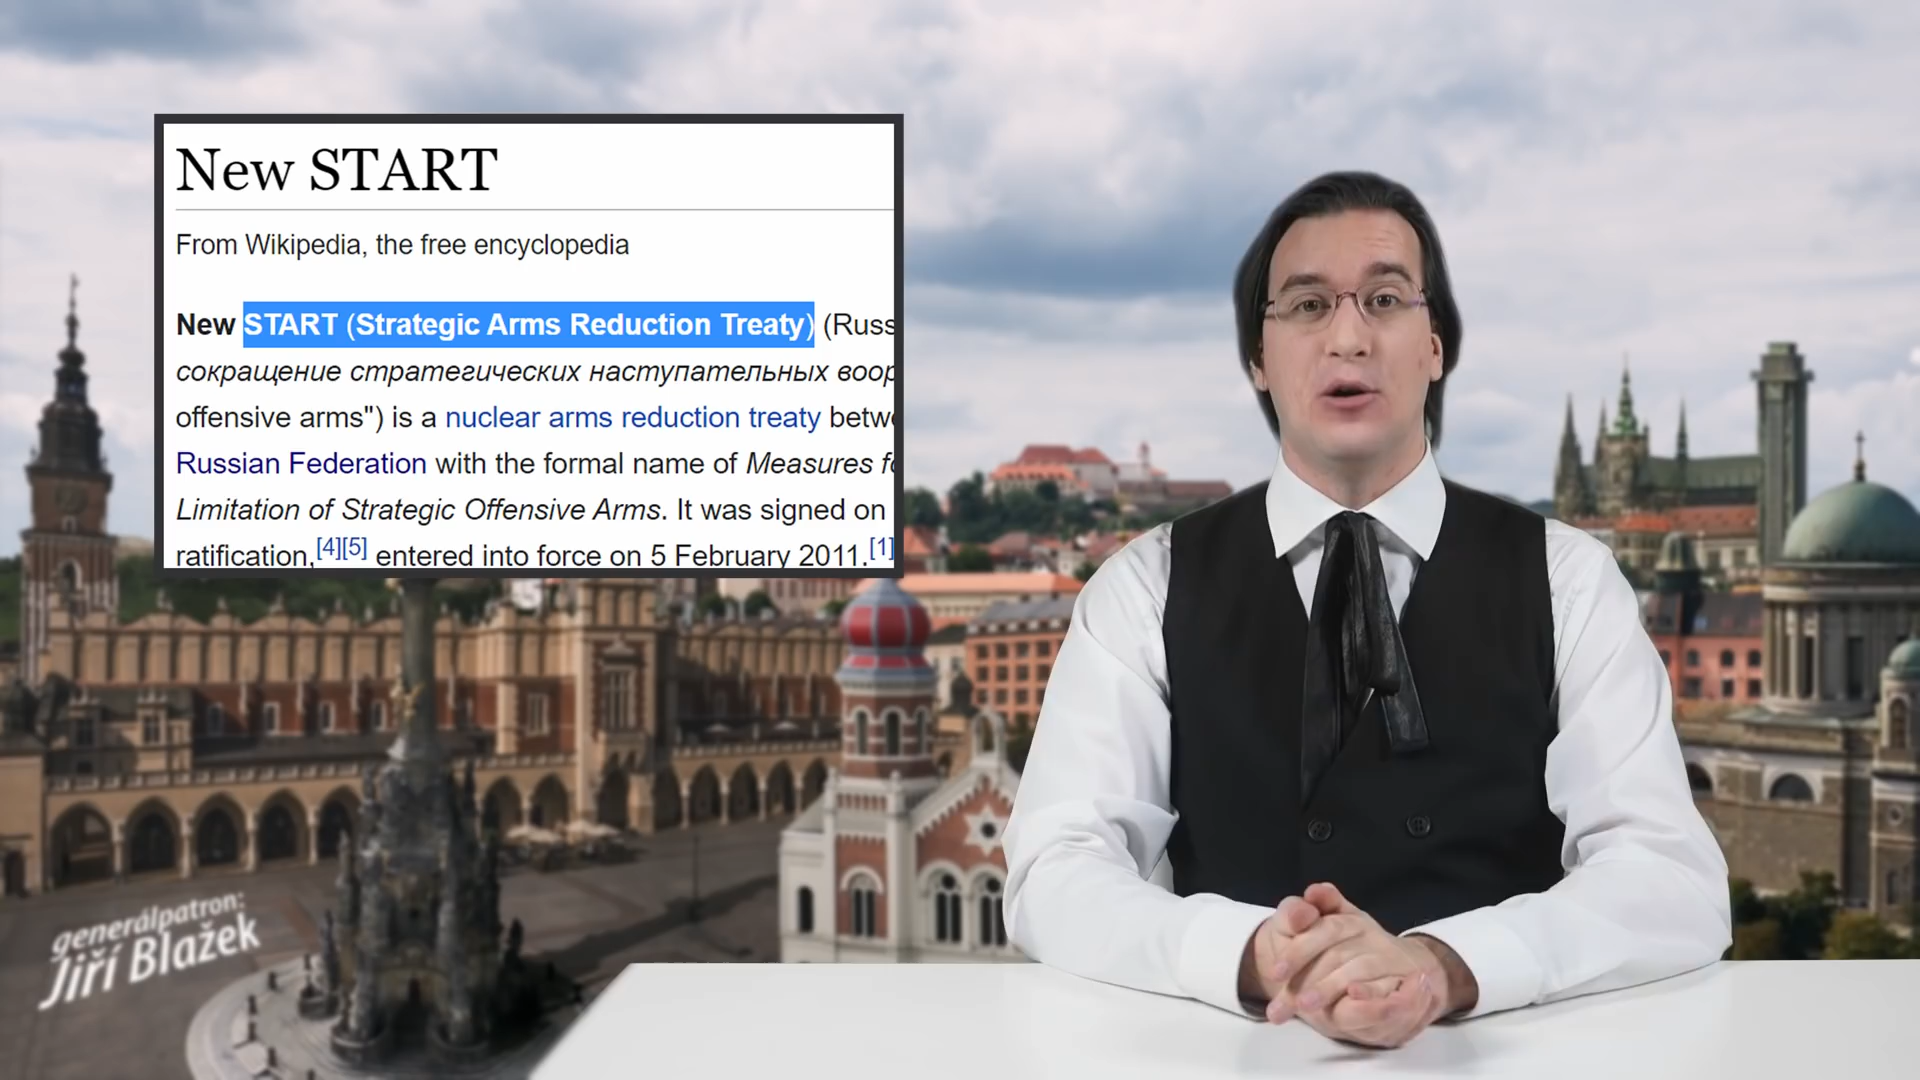 New START
From Wikipedia, the free encyclopedia
New START (Strategic Arms Reduction Treaty) (Russ
сокращение стратегических наступательных воор
offensive arms") is a nuclear arms reduction treaty betwe
Russian Federation with the formal name of Measures fo
Limitation of Strategic Offensive Arms. It was signed on
ratification,[4][5] entered into force on 5 February 2011.[1]
generálpatron:
Jiří Blažek